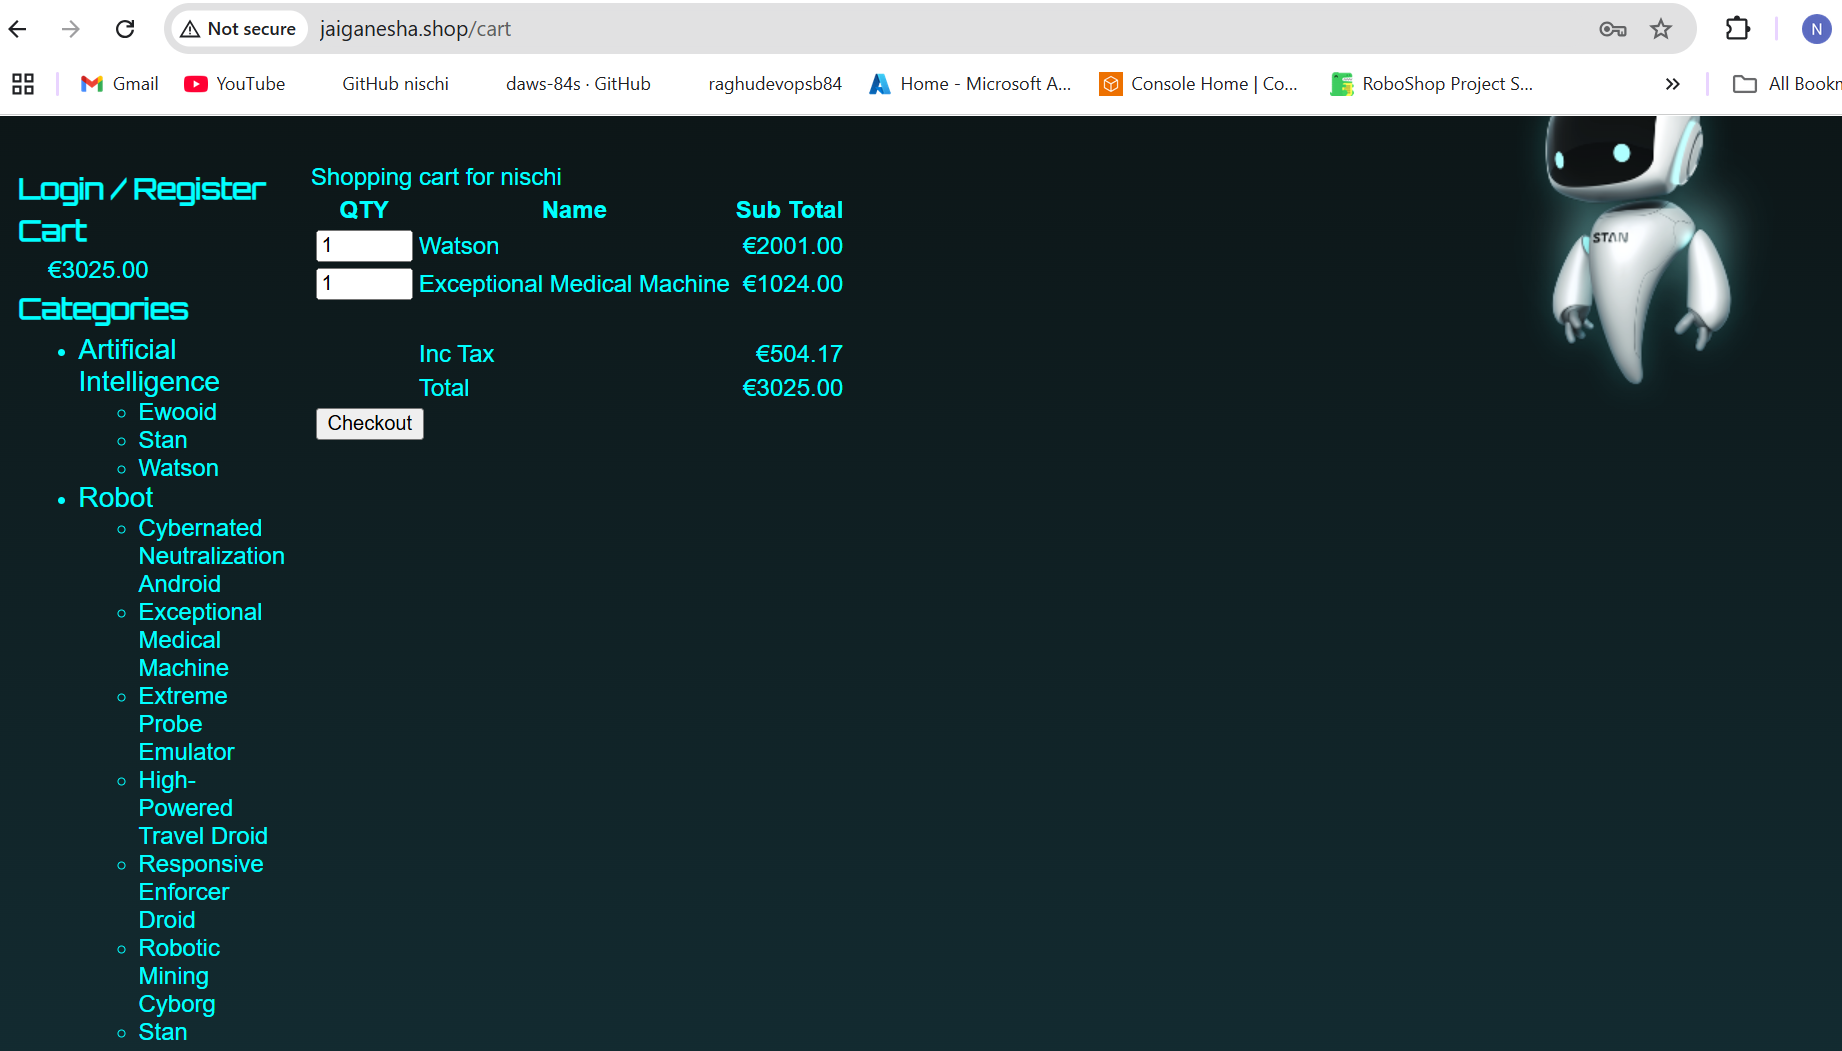 Not secure jaiganesha.shop/cart N
Gmail YouTube GitHub nischi daws-84s · GitHub raghudevopsb84 Home - Microsoft A... Console Home | Co... RoboShop Project S... » All Bookm
STAN
Login / Register
Cart
€3025.00
Categories
• Artificial
Intelligence
◦ Ewooid
◦ Stan
◦ Watson
• Robot
◦ Cybernated
Neutralization
Android
◦ Exceptional
Medical
Machine
◦ Extreme
Probe
Emulator
◦ High-
Powered
Travel Droid
◦ Responsive
Enforcer
Droid
◦ Robotic
Mining
Cyborg
◦ Stan
Shopping cart for nischi
QTY Name Sub Total
1 Watson €2001.00
1 Exceptional Medical Machine €1024.00
Inc Tax €504.17
Total €3025.00
Checkout